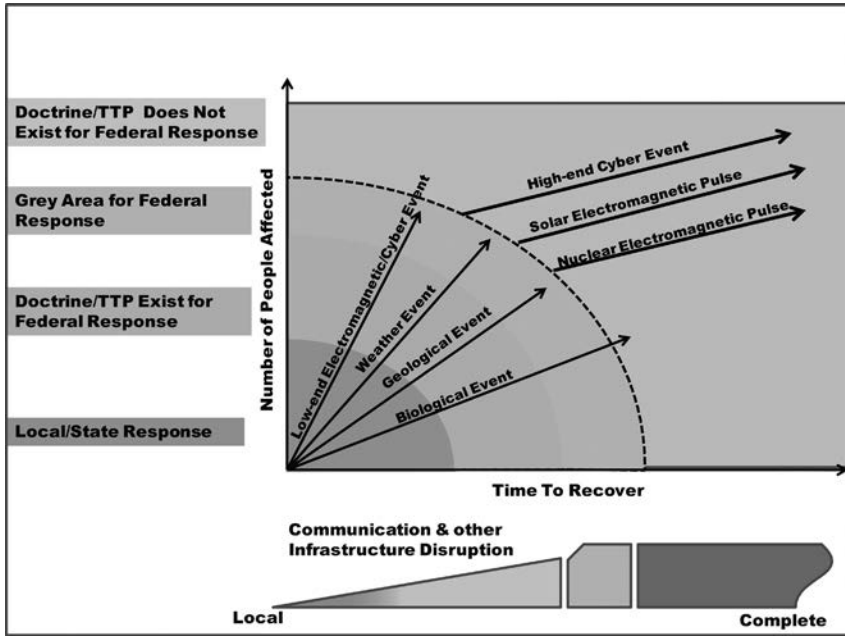 Doctrine/TTP Does Not
Exist for Federal Response
Grey Area for Federal
Response
Doctrine/TTP Exist for
Federal Response
Local/State Response
Number of People Affected
Low-end Electromagnetic/Cyber Event
Weather Event
Geological Event
Biological Event
High-end Cyber Event
Solar Electromagnetic Pulse
Nuclear Electromagnetic Pulse
Time To Recover
Communication & other
Infrastructure Disruption
Local
Complete